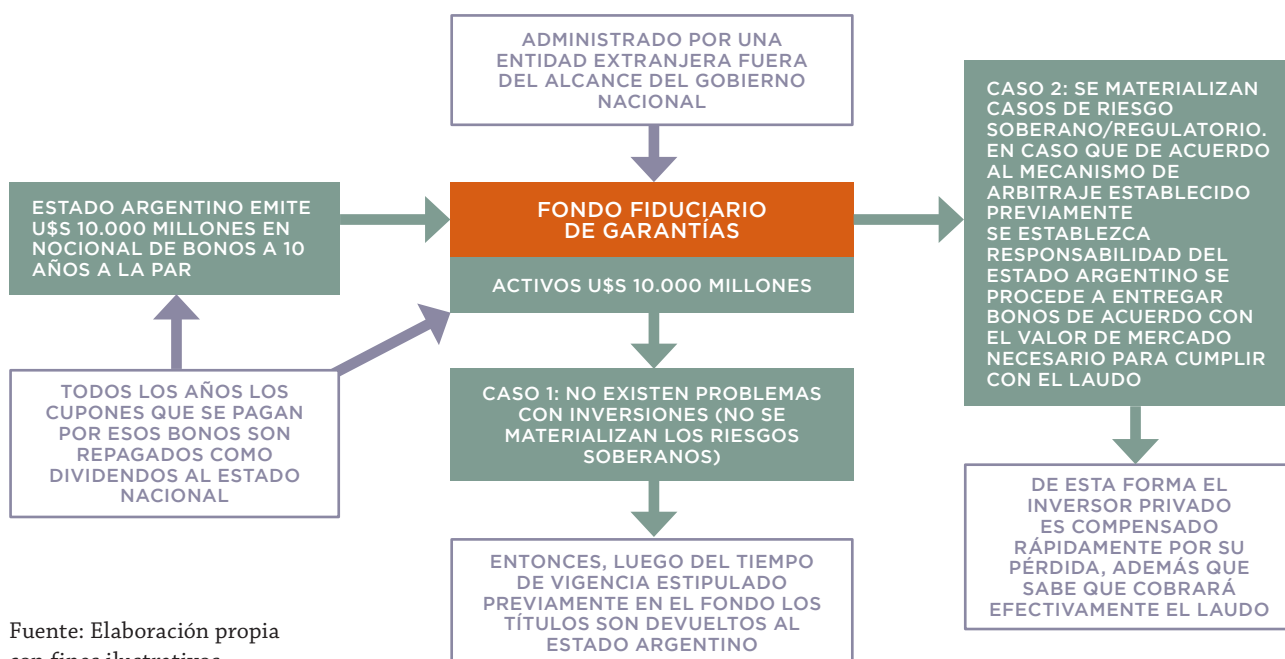 ADMINISTRADO POR UNA
ENTIDAD EXTRANJERA FUERA
DEL ALCANCE DEL GOBIERNO
NACIONAL
ESTADO ARGENTINO EMITE
U$S 10.000 MILLONES EN
NOCIONAL DE BONOS A 10
AÑOS A LA PAR
FONDO FIDUCIARIO
DE GARANTÍAS
ACTIVOS U$S 10.000 MILLONES
CASO 2: SE MATERIALIZAN
CASOS DE RIESGO
SOBERANO/REGULATORIO.
EN CASO QUE DE ACUERDO
AL MECANISMO DE
ARBITRAJE ESTABLECIDO
PREVIAMENTE
SE ESTABLEZCA
RESPONSABILIDAD DEL
ESTADO ARGENTINO SE
PROCEDE A ENTREGAR
BONOS DE ACUERDO CON
EL VALOR DE MERCADO
NECESARIO PARA CUMPLIR
CON EL LAUDO
TODOS LOS AÑOS LOS
CUPONES QUE SE PAGAN
POR ESOS BONOS SON
REPAGADOS COMO
DIVIDENDOS AL ESTADO
NACIONAL
CASO 1: NO EXISTEN PROBLEMAS
CON INVERSIONES (NO SE
MATERIALIZAN LOS RIESGOS
SOBERANOS)
DE ESTA FORMA EL
INVERSOR PRIVADO
ES COMPENSADO
RÁPIDAMENTE POR SU
PÉRDIDA, ADEMÁS QUE
SABE QUE COBRARÁ
EFECTIVAMENTE EL LAUDO
ENTONCES, LUEGO DEL TIEMPO
DE VIGENCIA ESTIPULADO
PREVIAMENTE EN EL FONDO LOS
TÍTULOS SON DEVUELTOS AL
ESTADO ARGENTINO
Fuente: Elaboración propia
con fines ilustrativos